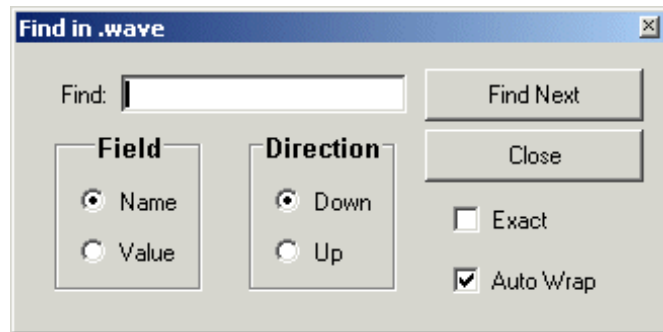 Find in .wave
Find:
Find Next
Field
Direction
Close
Name
Down
Exact
Value
Up
Auto Wrap